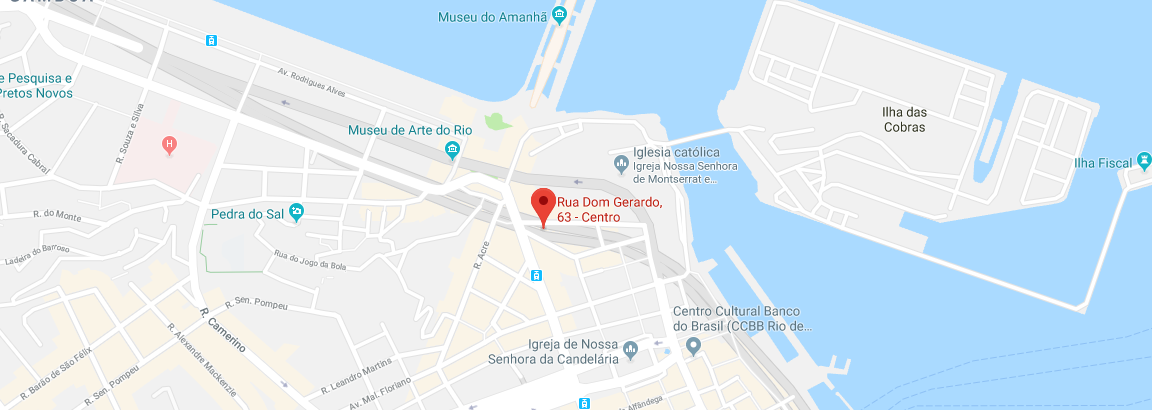 Museu do Amanhã
e Pesquisa e
Pretos Novos
Av. Rodrigues Alves
R. Sacadura Cabral
R. Souza e Silva
H
Museu de Arte do Rio
Ilha das
Cobras
Iglesia católica
Igreja Nossa Senhora
de Montserrat e...
Ilha Fiscal
Rua Dom Gerardo,
63 - Centro
Pedra do Sal
R. do Monte
Ladeira do Barroso
Rua do Jogo da Bola
R. Acre
R. Sen. Pompeu
R. Camerino
Centro Cultural Banco
do Brasil (CCBB Rio de...
Igreja de Nossa
Senhora da Candelária
R. Alexandre Mackenzie
R. Barão de São Félix
R. Sen. Pompeu
R. Leandro Martins
Av. Mal. Floriano
Alfândega